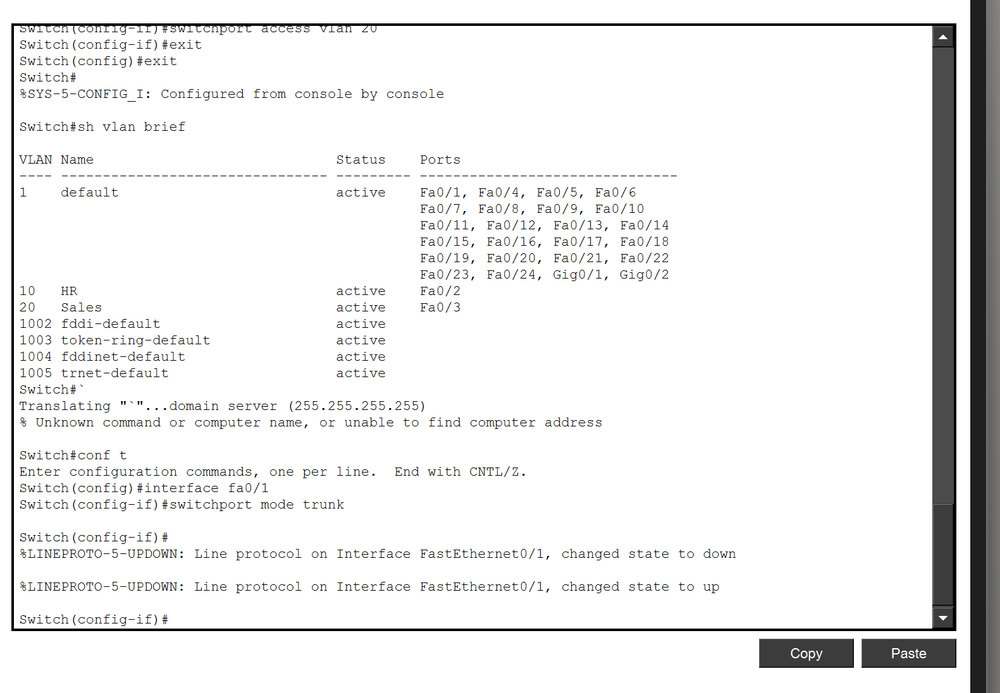 Switch(config-if)#switchport access vlan 20
Switch(config-if)#exit
Switch(config)#exit
Switch#
%SYS-5-CONFIG_I: Configured from console by console
Switch#sh vlan brief
VLAN Name                             Status    Ports
---- -------------------------------- --------- -------------------------------
1    default                          active    Fa0/1, Fa0/4, Fa0/5, Fa0/6
                                                Fa0/7, Fa0/8, Fa0/9, Fa0/10
                                                Fa0/11, Fa0/12, Fa0/13, Fa0/14
                                                Fa0/15, Fa0/16, Fa0/17, Fa0/18
                                                Fa0/19, Fa0/20, Fa0/21, Fa0/22
                                                Fa0/23, Fa0/24, Gig0/1, Gig0/2
10   HR                               active    Fa0/2
20   Sales                            active    Fa0/3
1002 fddi-default                     active
1003 token-ring-default               active
1004 fddinet-default                  active
1005 trnet-default                    active
Switch#`
Translating "`"...domain server (255.255.255.255)
% Unknown command or computer name, or unable to find computer address
Switch#conf t
Enter configuration commands, one per line.  End with CNTL/Z.
Switch(config)#interface fa0/1
Switch(config-if)#switchport mode trunk
Switch(config-if)#
%LINEPROTO-5-UPDOWN: Line protocol on Interface FastEthernet0/1, changed state to down
%LINEPROTO-5-UPDOWN: Line protocol on Interface FastEthernet0/1, changed state to up
Switch(config-if)#
Copy
Paste